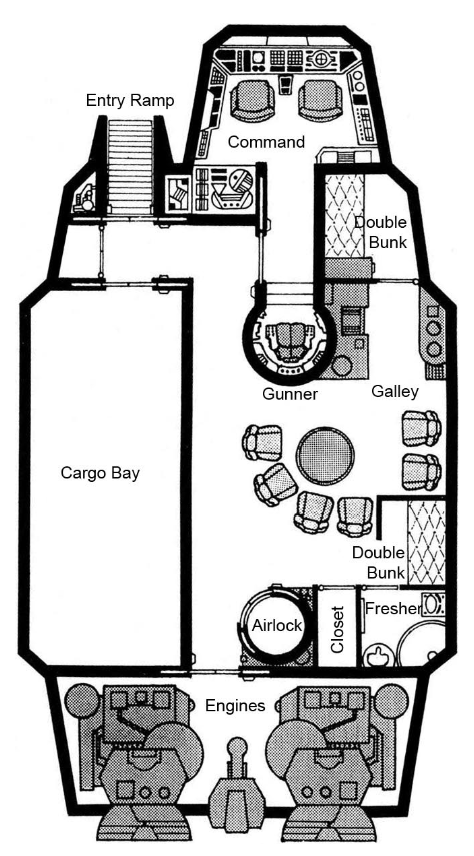 Entry Ramp
Command
Double
Bunk
Gunner
Galley
Cargo Bay
Double
Bunk
Airlock
Closet
Fresher
Engines